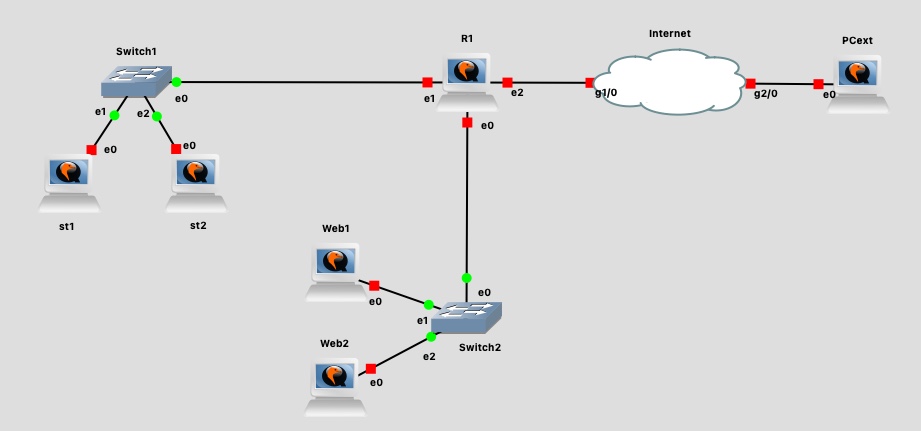 Internet
R1
PCext
Switch1
e0
e1
e2
g1/0
g2/0
e0
e1
e2
e0
e0
e0
st1
st2
Web1
e0
e0
e1
Web2
Switch2
e2
e0